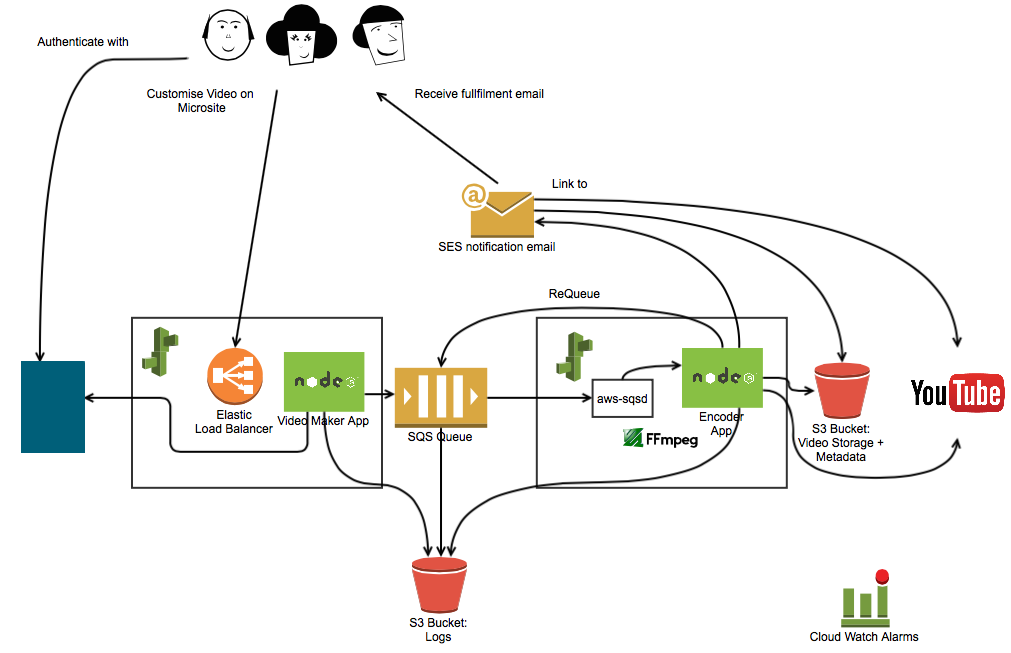 Authenticate with
Customise Video on
Microsite
Receive fullfilment email
@
Link to
SES notification email
ReQueue
node
JS
Elastic
Load Balancer
Video Maker App
SQS Queue
aws-sqsd
FFmpeg
node
JS
Encoder
App
S3 Bucket:
Video Storage +
Metadata
YouTube
S3 Bucket:
Logs
Cloud Watch Alarms